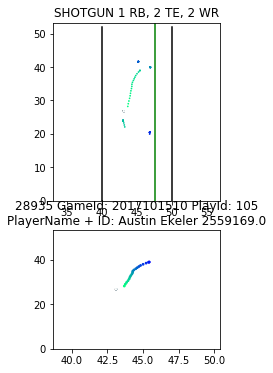 SHOTGUN 1 RB, 2 TE, 2 WR
50
40
30
20
10
0
35 40 45 50 55
28935 GameId: 2017101510 PlayId: 105
PlayerName + ID: Austin Ekeler 2559169.0
40
20
0
40.0 42.5 45.0 47.5 50.0